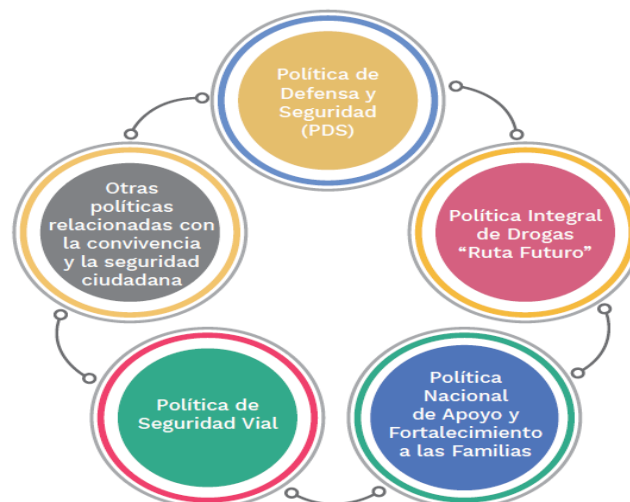 Política de
Defensa y
Seguridad
(PDS)
Política Integral
de Drogas
“Ruta Futuro”
Política
Nacional
de Apoyo y
Fortalecimiento
a las Familias
Política de
Seguridad Vial
Otras
políticas
relacionadas con
la convivencia
y la seguridad
ciudadana